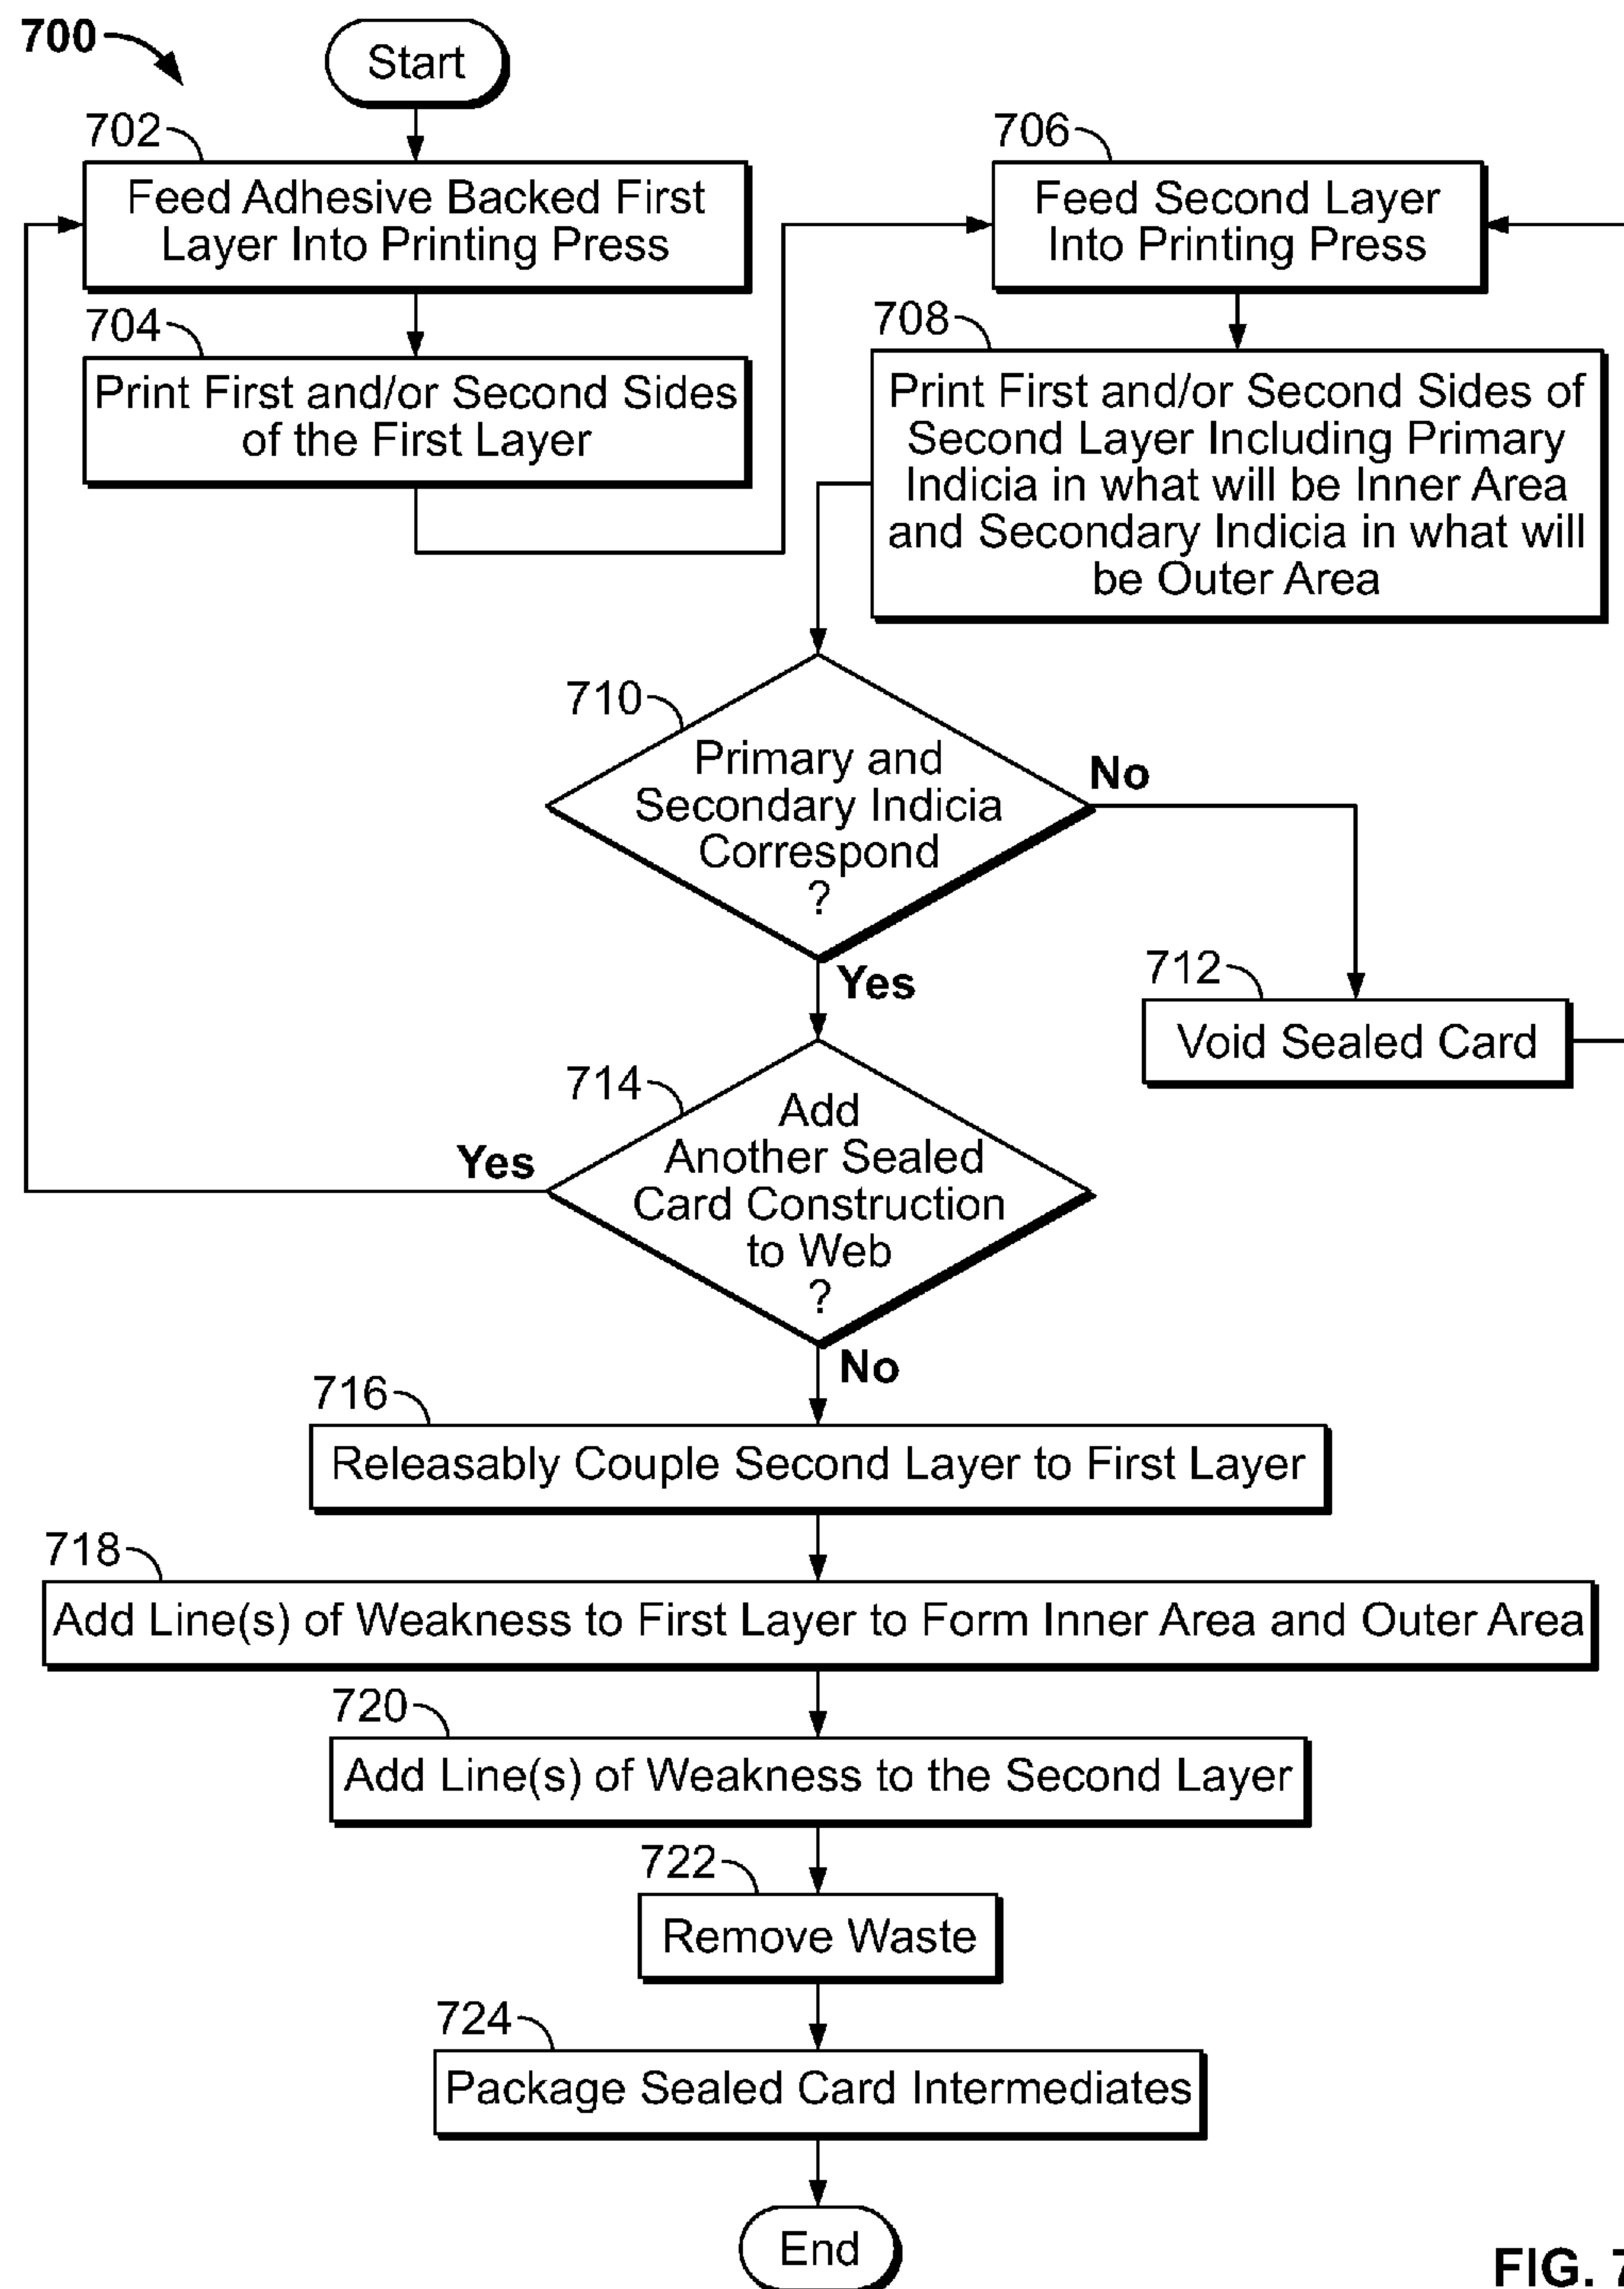 700
Start
702
Feed Adhesive Backed First
Layer Into Printing Press
704
Print First and/or Second Sides
of the First Layer
706
Feed Second Layer
Into Printing Press
708
Print First and/or Second Sides of
Second Layer Including Primary
Indicia in what will be Inner Area
and Secondary Indicia in what will
be Outer Area
710
Primary and
Secondary Indicia
Correspond
?
No
Yes
712
Void Sealed Card
714
Add
Another Sealed
Card Construction
to Web
?
Yes
No
716
Releasably Couple Second Layer to First Layer
718
Add Line(s) of Weakness to First Layer to Form Inner Area and Outer Area
720
Add Line(s) of Weakness to the Second Layer
722
Remove Waste
724
Package Sealed Card Intermediates
End
FIG. 7